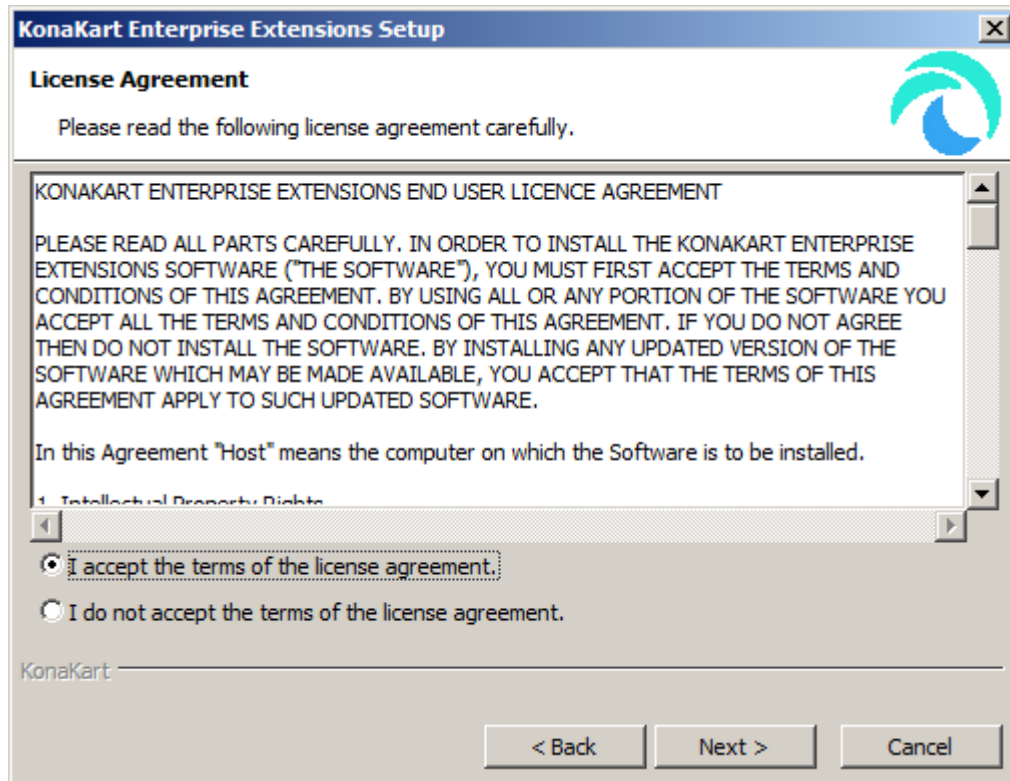 KonaKart Enterprise Extensions Setup
License Agreement
Please read the following license agreement carefully.
KONAKART ENTERPRISE EXTENSIONS END USER LICENCE AGREEMENT
PLEASE READ ALL PARTS CAREFULLY. IN ORDER TO INSTALL THE KONAKART ENTERPRISE
EXTENSIONS SOFTWARE ("THE SOFTWARE"), YOU MUST FIRST ACCEPT THE TERMS AND
CONDITIONS OF THIS AGREEMENT. BY USING ALL OR ANY PORTION OF THE SOFTWARE YOU
ACCEPT ALL THE TERMS AND CONDITIONS OF THIS AGREEMENT. IF YOU DO NOT AGREE
THEN DO NOT INSTALL THE SOFTWARE. BY INSTALLING ANY UPDATED VERSION OF THE
SOFTWARE WHICH MAY BE MADE AVAILABLE, YOU ACCEPT THAT THE TERMS OF THIS
AGREEMENT APPLY TO SUCH UPDATED SOFTWARE.
In this Agreement "Host" means the computer on which the Software is to be installed.
1. Intellectual Property Rights
I accept the terms of the license agreement.
I do not accept the terms of the license agreement.
KonaKart
< Back Next > Cancel